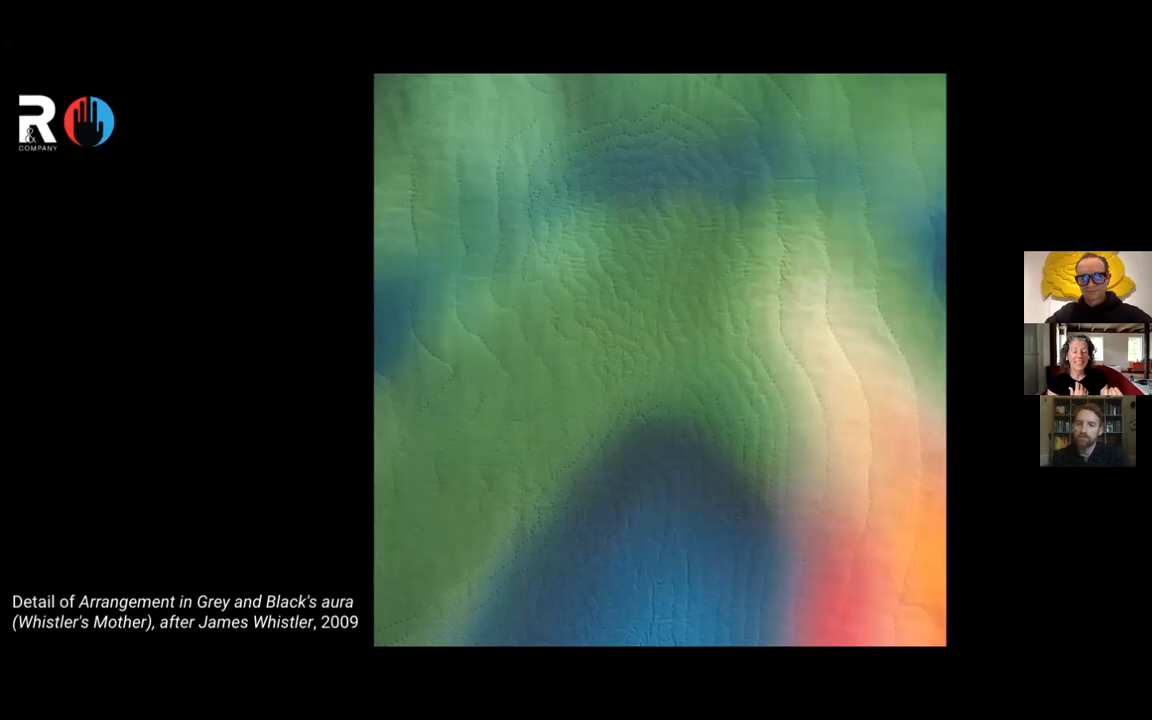 R
&
COMPANY
Detail of Arrangement in Grey and Black's aura
(Whistler's Mother), after James Whistler, 2009